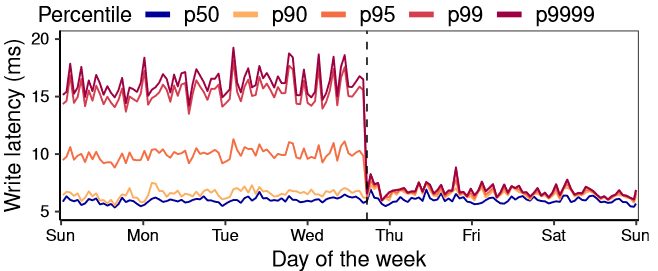 Percentile p50 p90 p95 p99 p9999
Write latency (ms)
20
15
10
5
Sun Mon Tue Wed Thu Fri Sat Sun
Day of the week